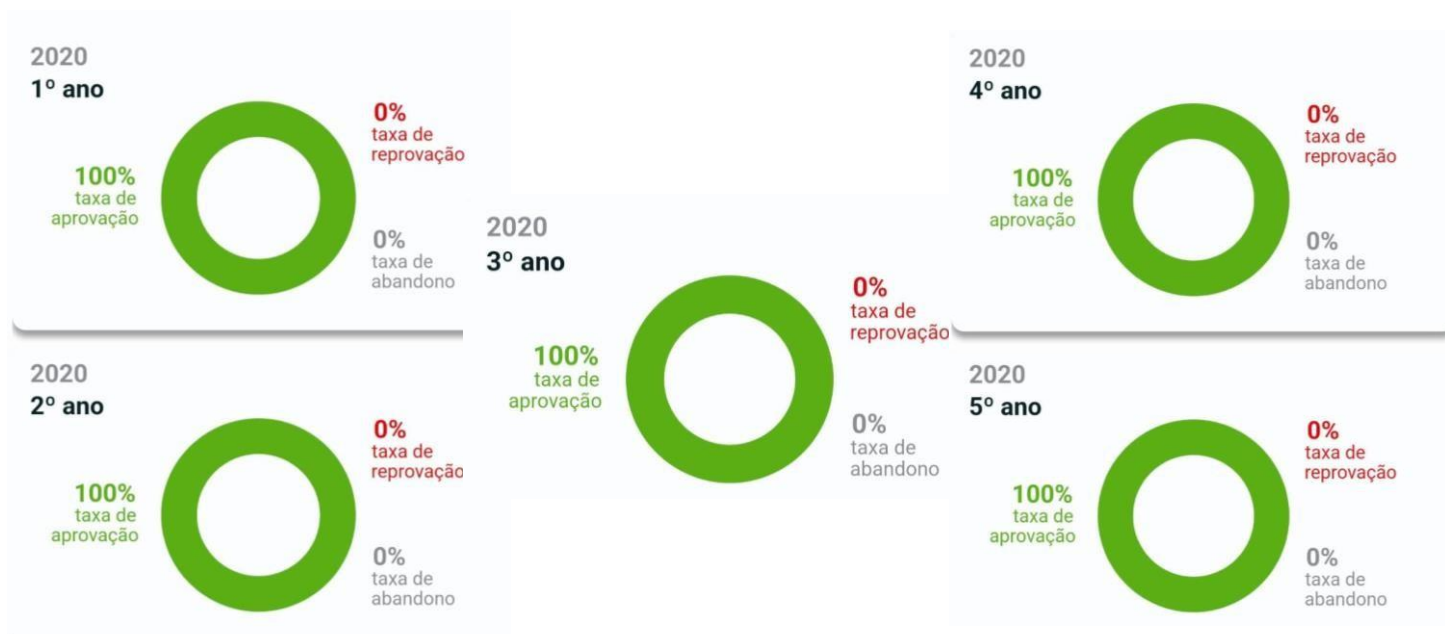 2020
1º ano
100%
taxa de
aprovação
0%
taxa de
reprovação
0%
taxa de
abandono
2020
2º ano
100%
taxa de
aprovação
0%
taxa de
reprovação
0%
taxa de
abandono
2020
3º ano
100%
taxa de
aprovação
0%
taxa de
reprovação
0%
taxa de
abandono
2020
4º ano
100%
taxa de
aprovação
0%
taxa de
reprovação
0%
taxa de
abandono
2020
5º ano
100%
taxa de
aprovação
0%
taxa de
reprovação
0%
taxa de
abandono